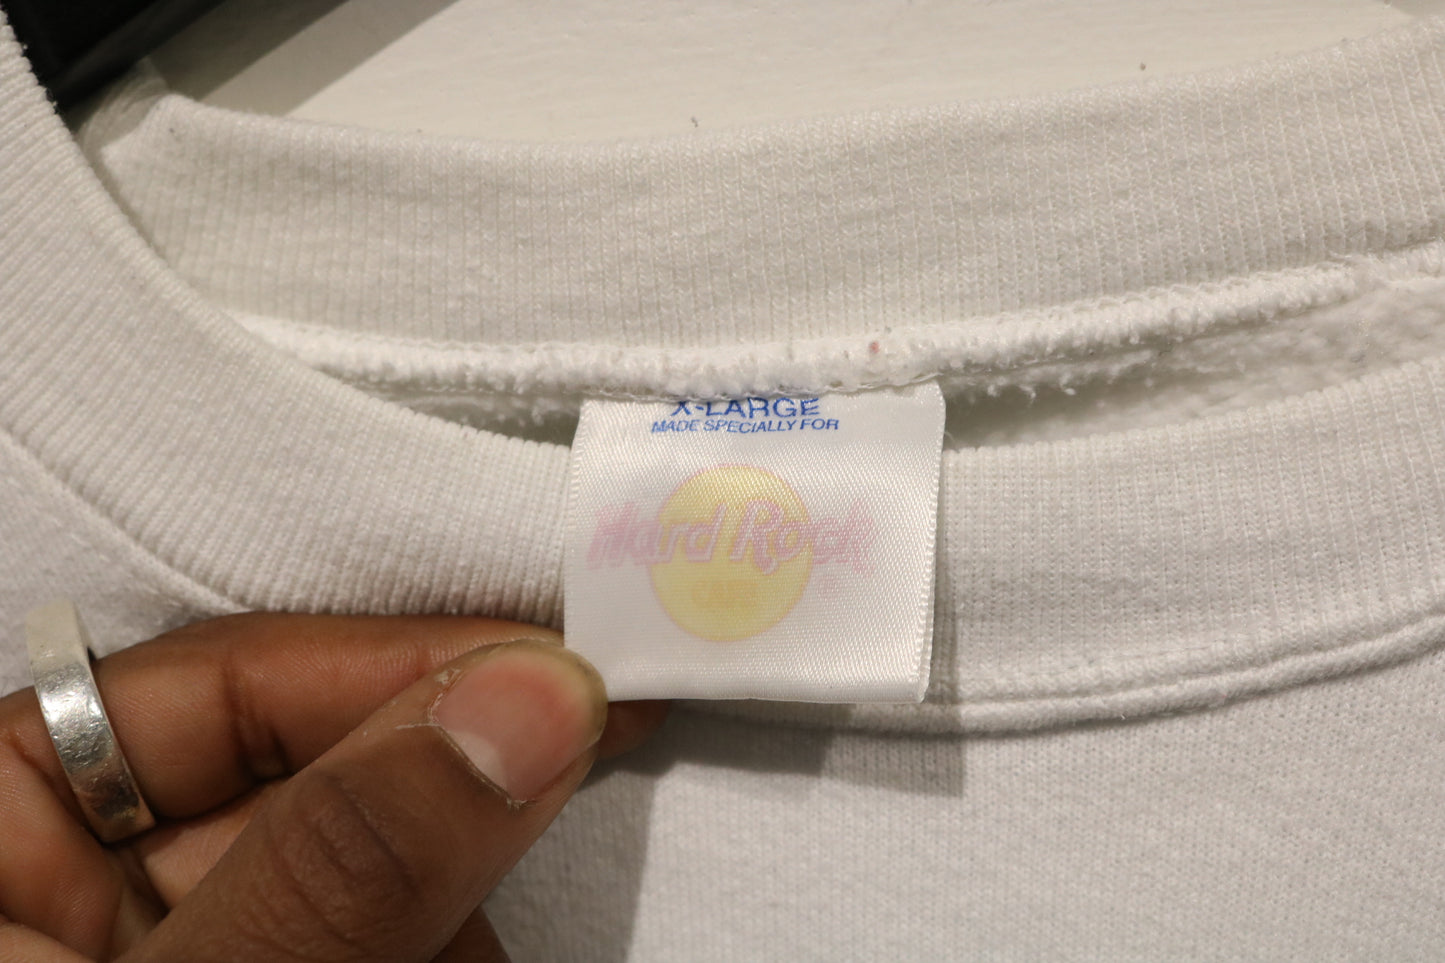 X-LARGE
MADE SPECIALLY FOR
Hard Rock
CAFE
®